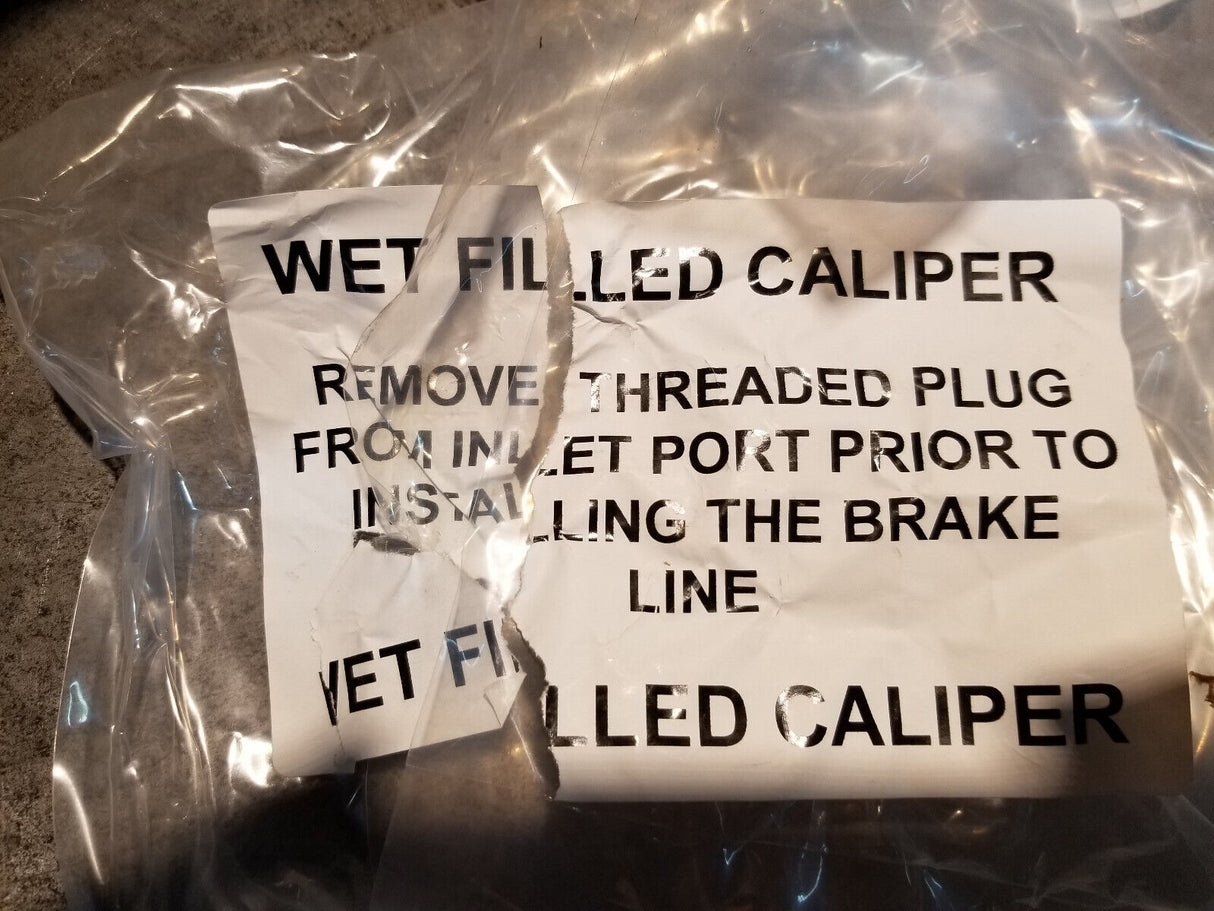 WET FILLED CALIPER
REMOVE THREADED PLUG
FROM INLET PORT PRIOR TO
INSTALLING THE BRAKE
LINE
WET FILLED CALIPER